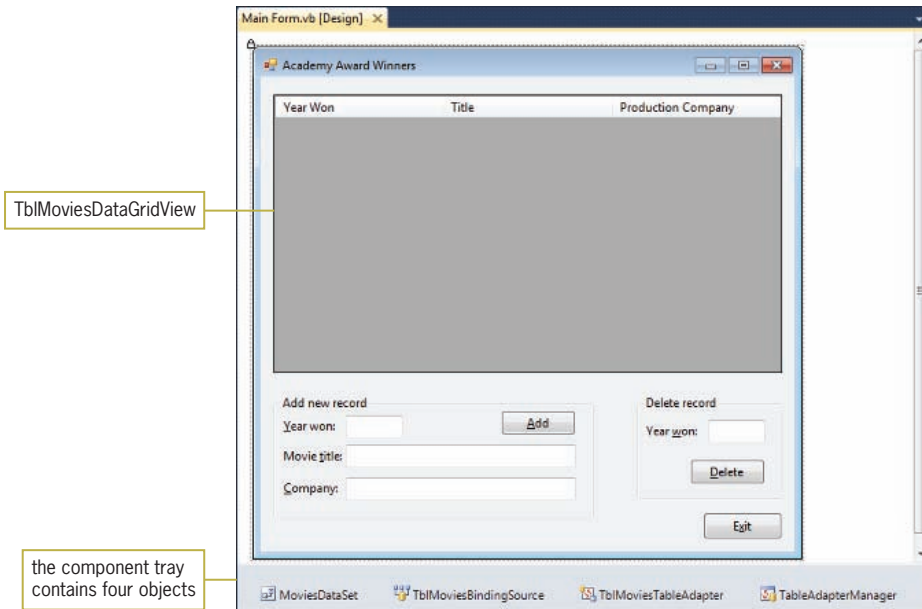 Main Form.vb [Design]
Academy Award Winners
Year Won Title Production Company
TblMoviesDataGridView
Add new record
Year won:
Add
Movie title:
Company:
Delete record
Year won:
Delete
Exit
the component tray
contains four objects
MoviesDataSet TblMoviesBindingSource TblMoviesTableAdapter TableAdapterManager